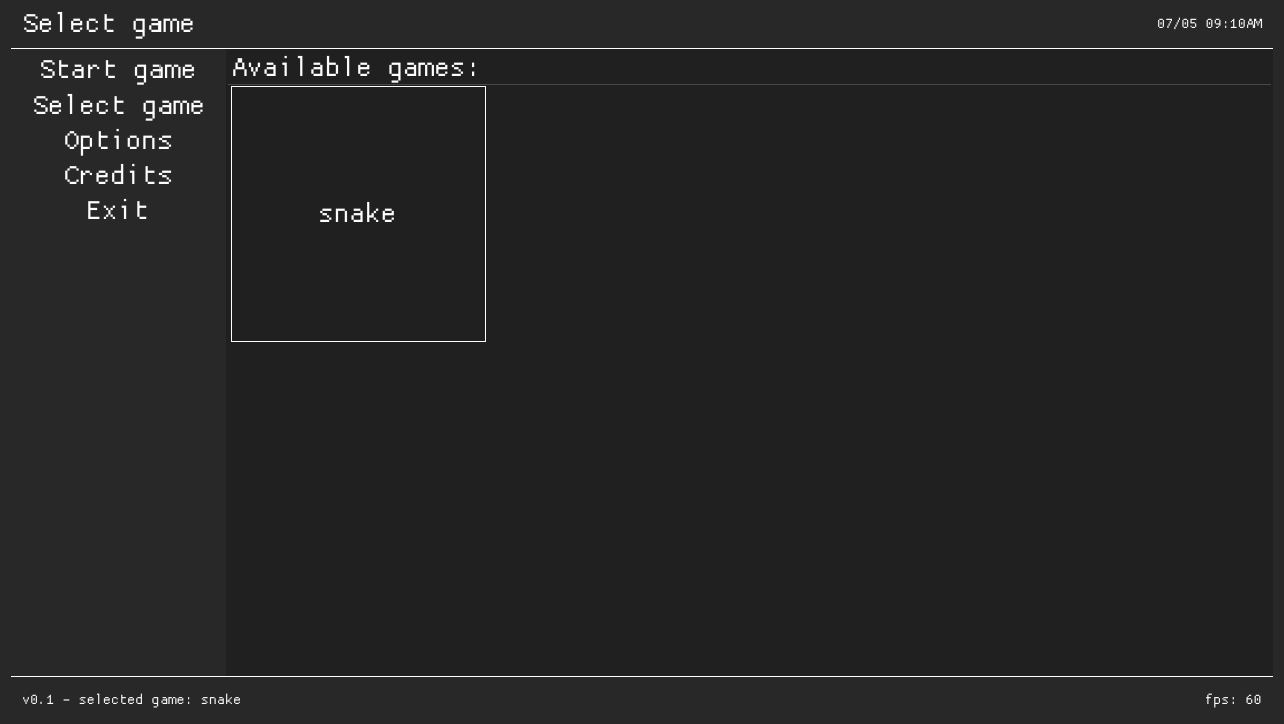 Select game
07/05 09:10AM
Start game
Select game
Options
Credits
Exit
Available games:
snake
v0.1 - selected game: snake
fps: 60